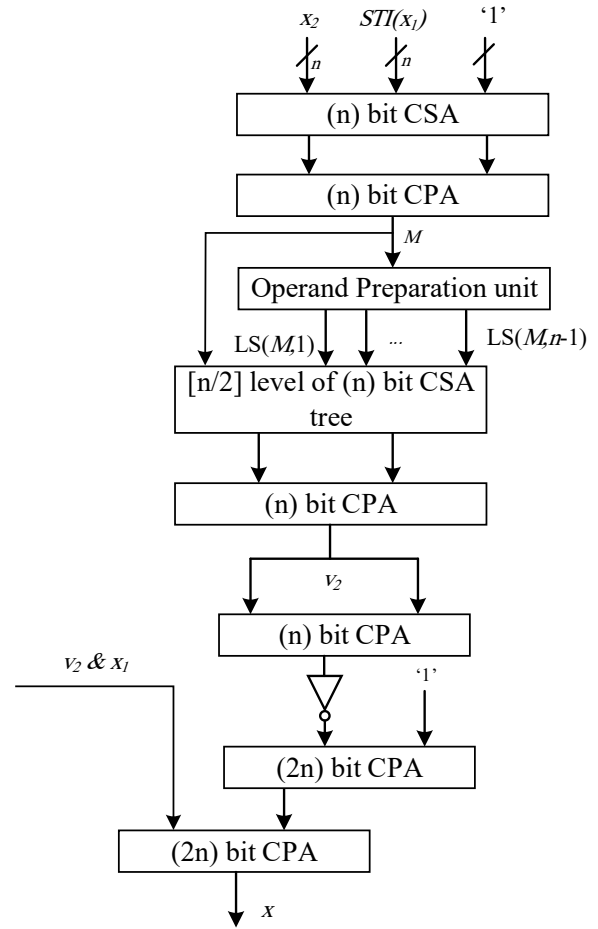 x₂ STI(x₁) ‘1’
n n
(n) bit CSA
(n) bit CPA
M
Operand Preparation unit
LS(M,1) ... LS(M,n-1)
[n/2] level of (n) bit CSA
tree
(n) bit CPA
v₂
(n) bit CPA
v₂ & x₁
‘1’
(2n) bit CPA
(2n) bit CPA
x